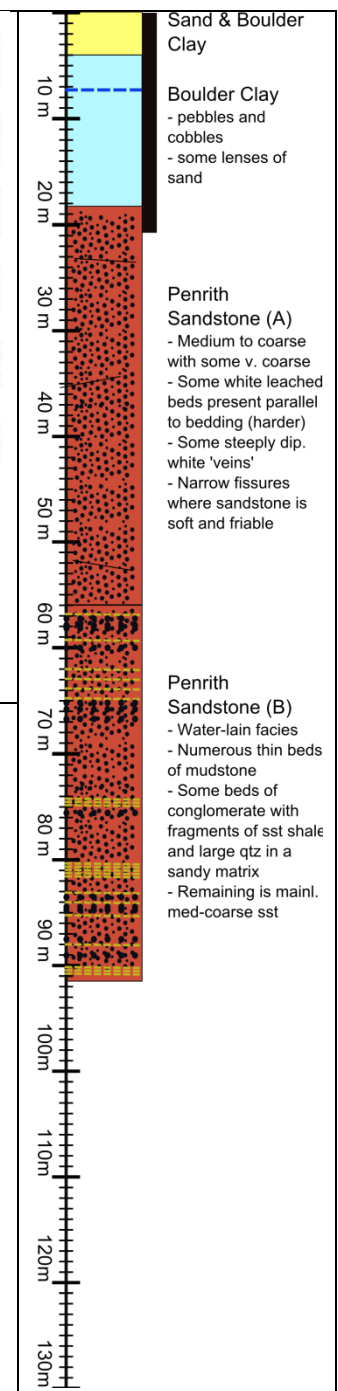 Sand & Boulder
Clay
Boulder Clay
- pebbles and
cobbles
- some lenses of
sand
Penrith
Sandstone (A)
- Medium to coarse
with some v. coarse
- Some white leached
beds present parallel
to bedding (harder)
- Some steeply dip.
white 'veins'
- Narrow fissures
where sandstone is
soft and friable
Penrith
Sandstone (B)
- Water-lain facies
- Numerous thin beds
of mudstone
- Some beds of
conglomerate with
fragments of sst shale
and large qtz in a
sandy matrix
- Remaining is mainl.
med-coarse sst
10 m
20 m
30 m
40 m
50 m
60 m
70 m
80 m
90 m
100m
110m
120m
130m